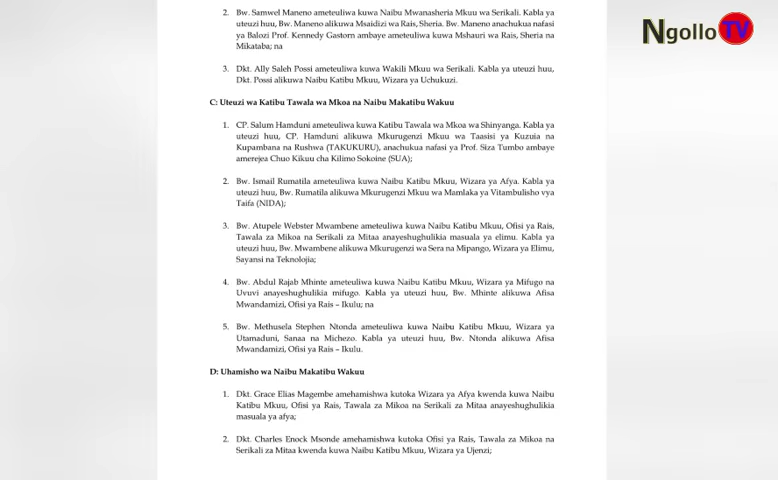 Ngollo TV
2. Bw. Samwel Maneno ameteuliwa kuwa Naibu Mwanasheria Mkuu wa Serikali. Kabla ya
uteuzi huu, Bw. Maneno alikuwa Msaidizi wa Rais, Sheria. Bw. Maneno anachukua nafasi
ya Balozi Prof. Kennedy Gastorn ambaye ameteuliwa kuwa Mshauri wa Rais, Sheria na
Mikataba; na
3. Dkt. Ally Saleh Possi ameteuliwa kuwa Wakili Mkuu wa Serikali. Kabla ya uteuzi huu,
Dkt. Possi alikuwa Naibu Katibu Mkuu, Wizara ya Uchukuzi.
C: Uteuzi wa Katibu Tawala wa Mkoa na Naibu Makatibu Wakuu
1. CP. Salum Hamduni ameteuliwa kuwa Katibu Tawala wa Mkoa wa Shinyanga. Kabla ya
uteuzi huu, CP. Hamduni alikuwa Mkurugenzi Mkuu wa Taasisi ya Kuzuia na
Kupambana na Rushwa (TAKUKURU), anachukua nafasi ya Prof. Siza Tumbo ambaye
amerejea Chuo Kikuu cha Kilimo Sokoine (SUA);
2. Bw. Ismail Rumatila ameteuliwa kuwa Naibu Katibu Mkuu, Wizara ya Afya. Kabla ya
uteuzi huu, Bw. Rumatila alikuwa Mkurugenzi Mkuu wa Mamlaka ya Vitambulisho vya
Taifa (NIDA);
3. Bw. Atupele Webster Mwambene ameteuliwa kuwa Naibu Katibu Mkuu, Ofisi ya Rais,
Tawala za Mikoa na Serikali za Mitaa anayeshughulikia masuala ya elimu. Kabla ya
uteuzi huu, Bw. Mwambene alikuwa Mkurugenzi wa Sera na Mipango, Wizara ya Elimu,
Sayansi na Teknolojia;
4. Bw. Abdul Rajab Mhinte ameteuliwa kuwa Naibu Katibu Mkuu, Wizara ya Mifugo na
Uvuvi anayeshughulikia mifugo. Kabla ya uteuzi huu, Bw. Mhinte alikuwa Afisa
Mwandamizi, Ofisi ya Rais – Ikulu; na
5. Bw. Methusela Stephen Ntonda ameteuliwa kuwa Naibu Katibu Mkuu, Wizara ya
Utamaduni, Sanaa na Michezo. Kabla ya uteuzi huu, Bw. Ntonda alikuwa Afisa
Mwandamizi, Ofisi ya Rais – Ikulu.
D: Uhamisho wa Naibu Makatibu Wakuu
1. Dkt. Grace Elias Magembe amehamishwa kutoka Wizara ya Afya kwenda kuwa Naibu
Katibu Mkuu, Ofisi ya Rais, Tawala za Mikoa na Serikali za Mitaa anayeshughulikia
masuala ya afya;
2. Dkt. Charles Enock Msonde amehamishwa kutoka Ofisi ya Rais, Tawala za Mikoa na
Serikali za Mitaa kwenda kuwa Naibu Katibu Mkuu, Wizara ya Ujenzi;